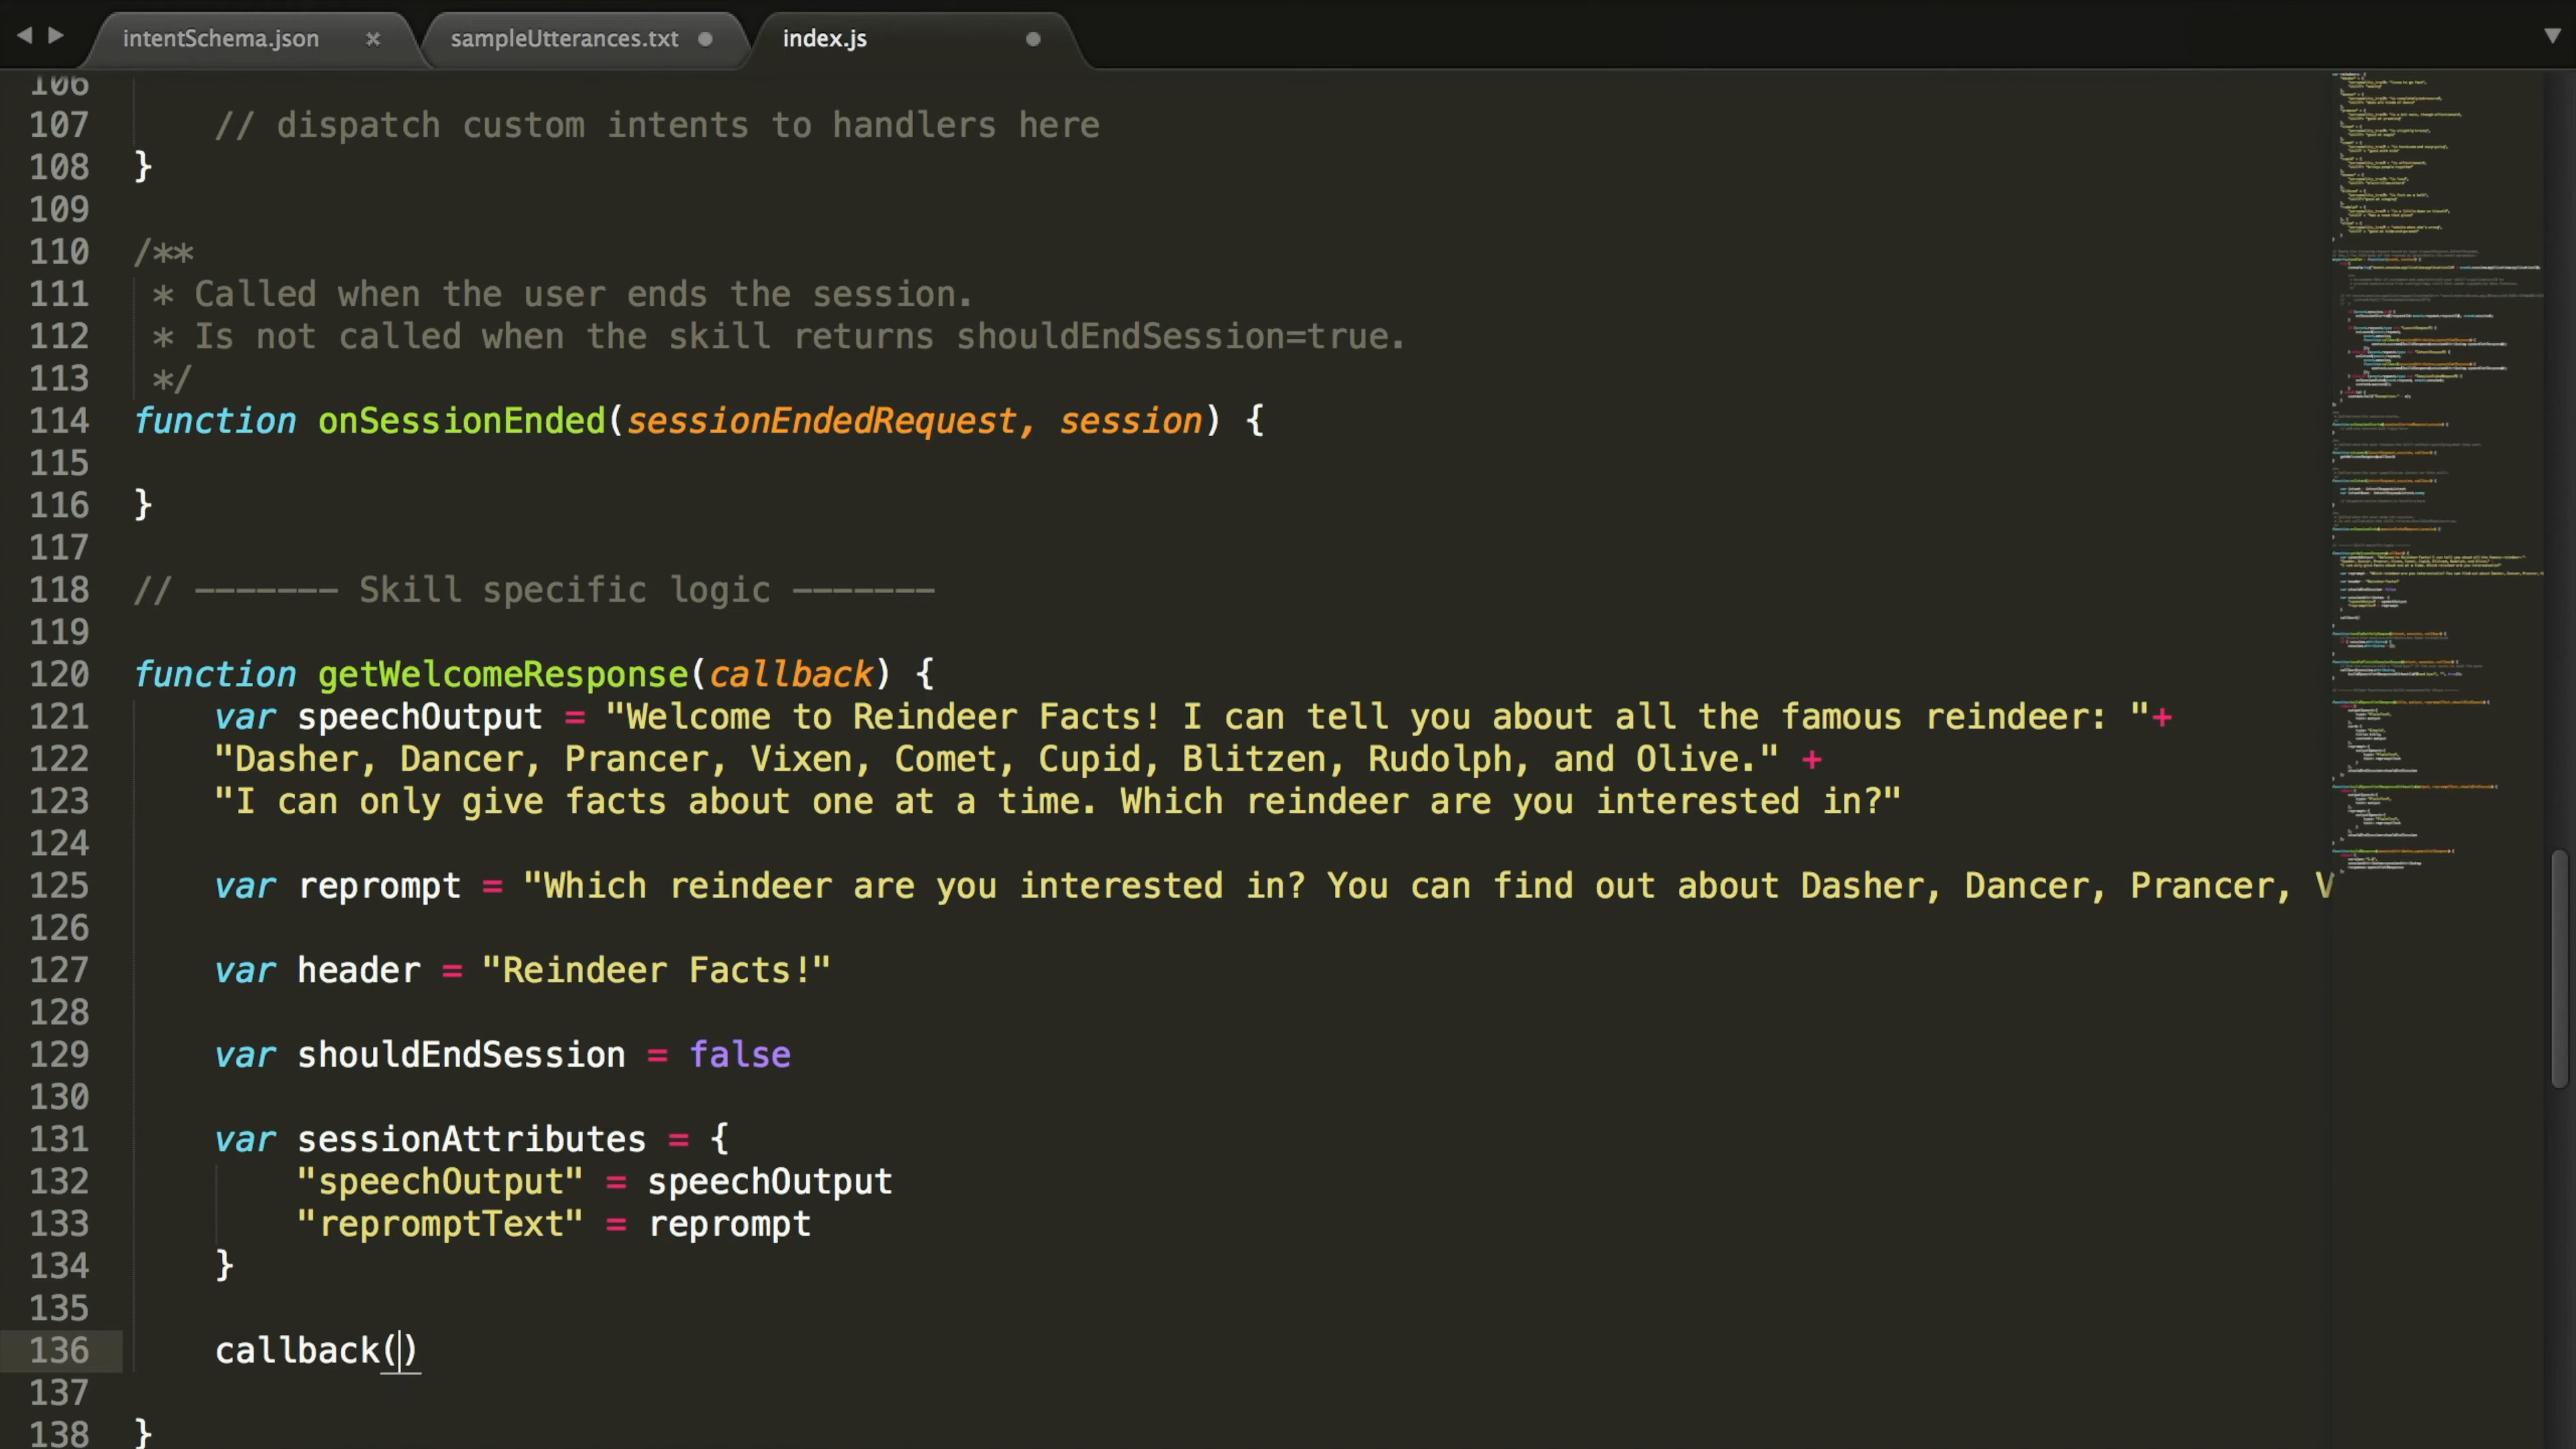 intentSchema.json × sampleUtterances.txt index.js
106
107 // dispatch custom intents to handlers here
108 }
109
110 /**
111 * Called when the user ends the session.
112 * Is not called when the skill returns shouldEndSession=true.
113 */
114 function onSessionEnded(sessionEndedRequest, session) {
115
116 }
117
118 // ------- Skill specific logic -------
119
120 function getWelcomeResponse(callback) {
121 var speechOutput = "Welcome to Reindeer Facts! I can tell you about all the famous reindeer: "+
122 "Dasher, Dancer, Prancer, Vixen, Comet, Cupid, Blitzen, Rudolph, and Olive." +
123 "I can only give facts about one at a time. Which reindeer are you interested in?"
124
125 var reprompt = "Which reindeer are you interested in? You can find out about Dasher, Dancer, Prancer, V
126
127 var header = "Reindeer Facts!"
128
129 var shouldEndSession = false
130
131 var sessionAttributes = {
132 "speechOutput" = speechOutput
133 "repromptText" = reprompt
134 }
135
136 callback()
137
138 }